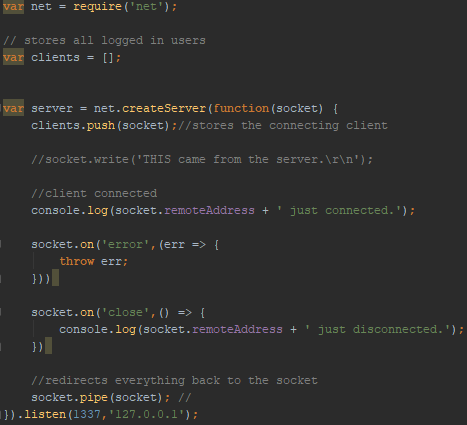 var net = require('net');
// stores all logged in users
var clients = [];
var server = net.createServer(function(socket) {
clients.push(socket);//stores the connecting client
//socket.write('THIS came from the server.\r\n');
//client connected
console.log(socket.remoteAddress + ' just connected.');
socket.on('error',(err => {
throw err;
}))
socket.on('close',() => {
console.log(socket.remoteAddress + ' just disconnected.');
})
//redirects everything back to the socket
socket.pipe(socket); //
}).listen(1337,'127.0.0.1');